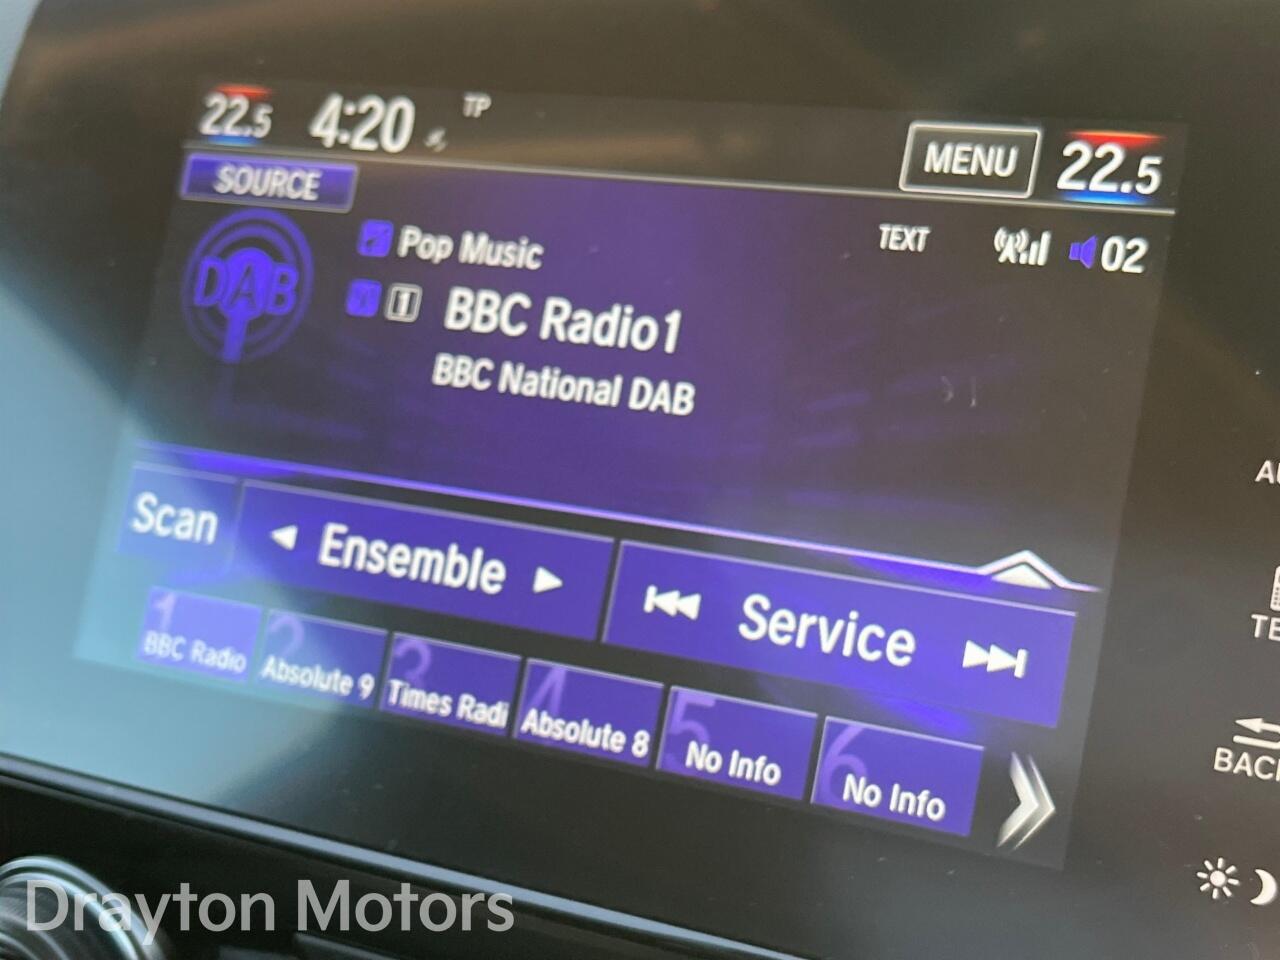 22.5 4:20 TP MENU 22.5
SOURCE
DAB
Pop Music TEXT 02
1 BBC Radio1
BBC National DAB
Scan Ensemble Service
1 BBC Radio
2 Absolute 9
3 Times Radi
4 Absolute 8
5 No Info
6 No Info
BACK
Drayton Motors